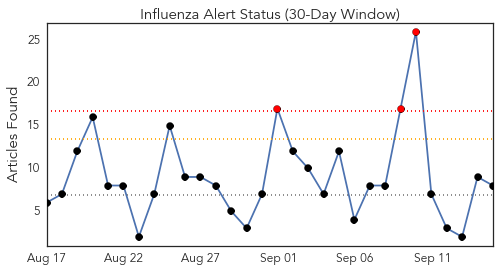 Influenza Alert Status (30-Day Window)
Articles Found
25
20
15
10
5
Aug 17
Aug 22
Aug 27
Sep 01
Sep 06
Sep 11